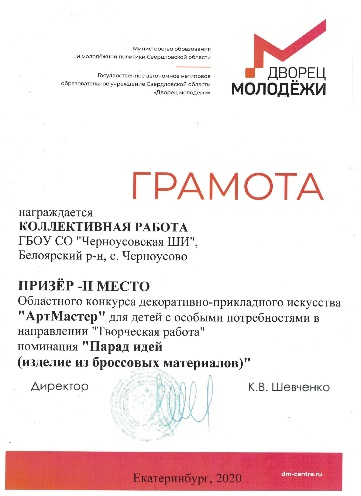 Министерство образования
и молодёжной политики Свердловской области
Государственное автономное нетиповое
образовательное учреждение Свердловской области
«Дворец молодёжи»
ДВОРЕЦ
МОЛОДЁЖИ
ГРАМОТА
награждается
КОЛЛЕКТИВНАЯ РАБОТА
ГБОУ СО "Черноусовская ШИ",
Белоярский р-н, с. Черноусово
ПРИЗЁР -II МЕСТО
Областного конкурса декоративно-прикладного искусства
"АртМастер" для детей с особыми потребностями в
направлении "Творческая работа"
номинация "Парад идей
(изделие из броссовых материалов)"
Директор
К.В. Шевченко
dm-centre.ru
Екатеринбург, 2020